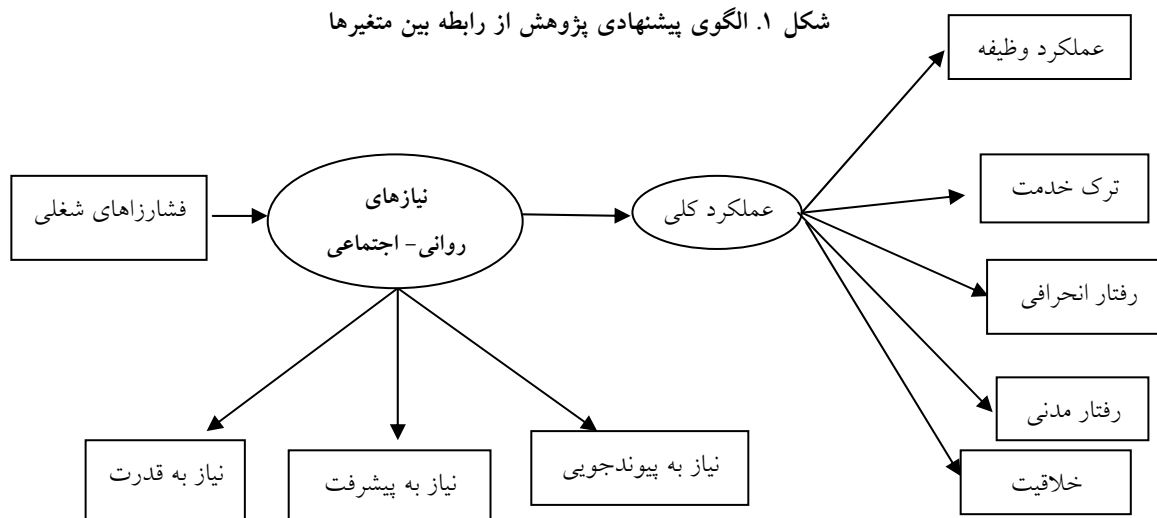 شکل ۱. الگوی پیشنهادی پژوهش از رابطه بین متغیرها
عملکرد وظیفه
ترک خدمت
فشارزاهای شغلی
نیازهای
روانی- اجتماعی
عملکرد کلی
رفتار انحرافی
رفتار مدنی
خلاقیت
نیاز به پیوندجویی
نیاز به پیشرفت
نیاز به قدرت